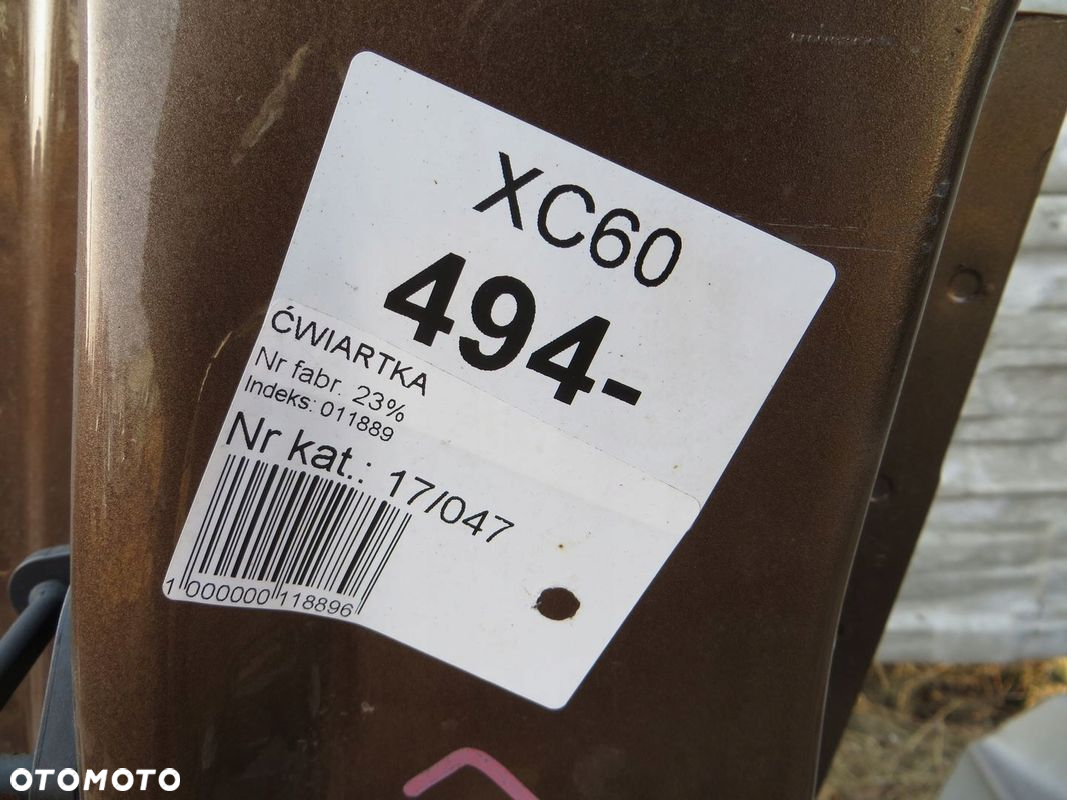 XC60
494-
ĆWIARTKA
Nr fabr. 23%
Indeks: 011889
Nr kat.: 17/047
1 000000 118896
OTOMOTO